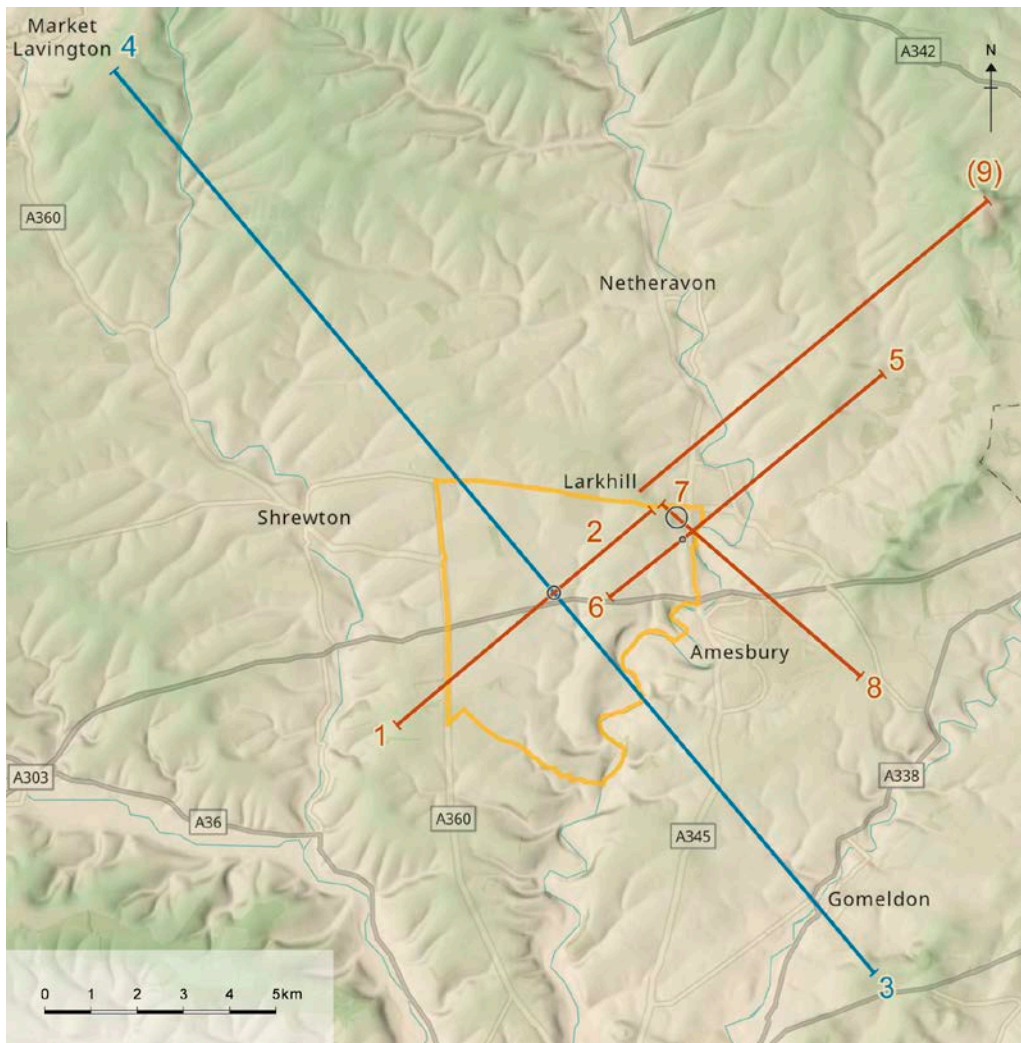 Market
Lavington
4
A342
N
(9)
A360
Netheravon
5
Larkhill
7
Shrewton
2
6
Amesbury
8
1
A303
A338
A36
A360
A345
Gomeldon
3
0 1 2 3 4 5km